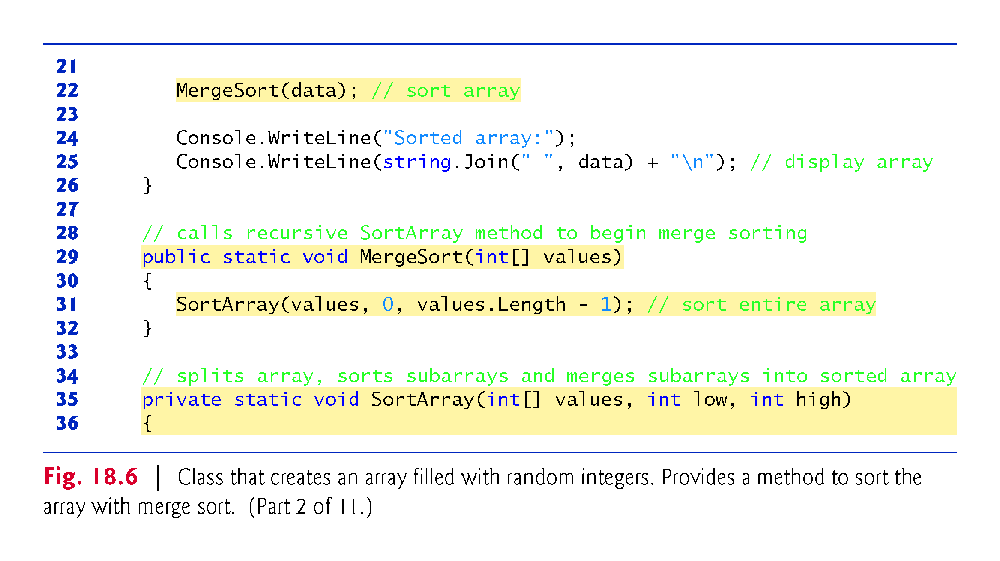 21
22 MergeSort(data); // sort array
23
24 Console.WriteLine("Sorted array:");
25 Console.WriteLine(string.Join(" ", data) + "\n"); // display array
26 }
27
28 // calls recursive SortArray method to begin merge sorting
29 public static void MergeSort(int[] values)
30 {
31 SortArray(values, 0, values.Length - 1); // sort entire array
32 }
33
34 // splits array, sorts subarrays and merges subarrays into sorted array
35 private static void SortArray(int[] values, int low, int high)
36 {
Fig. 18.6 | Class that creates an array filled with random integers. Provides a method to sort the
array with merge sort. (Part 2 of 11.)